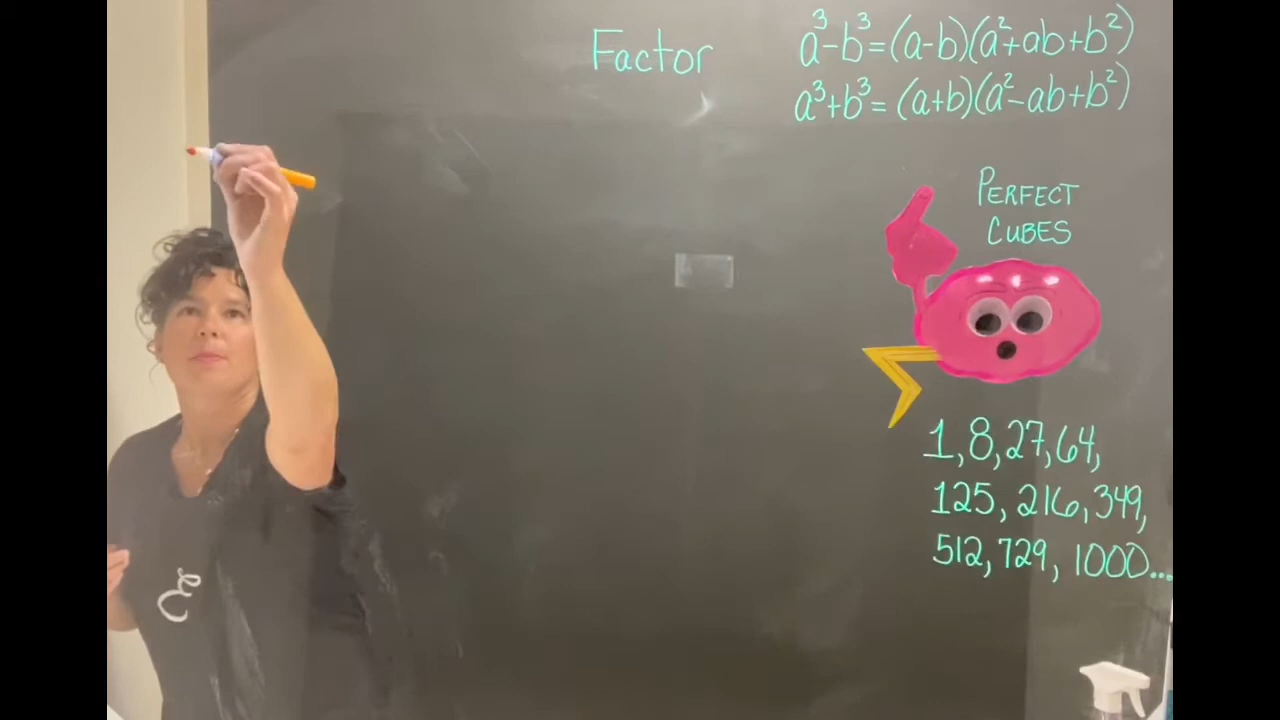 Factor
a³-b³=(a-b)(a²+ab+b²)
a³+b³=(a+b)(a²-ab+b²)
PERFECT
CUBES
1, 8, 27, 64,
125, 216, 349,
512, 729, 1000...